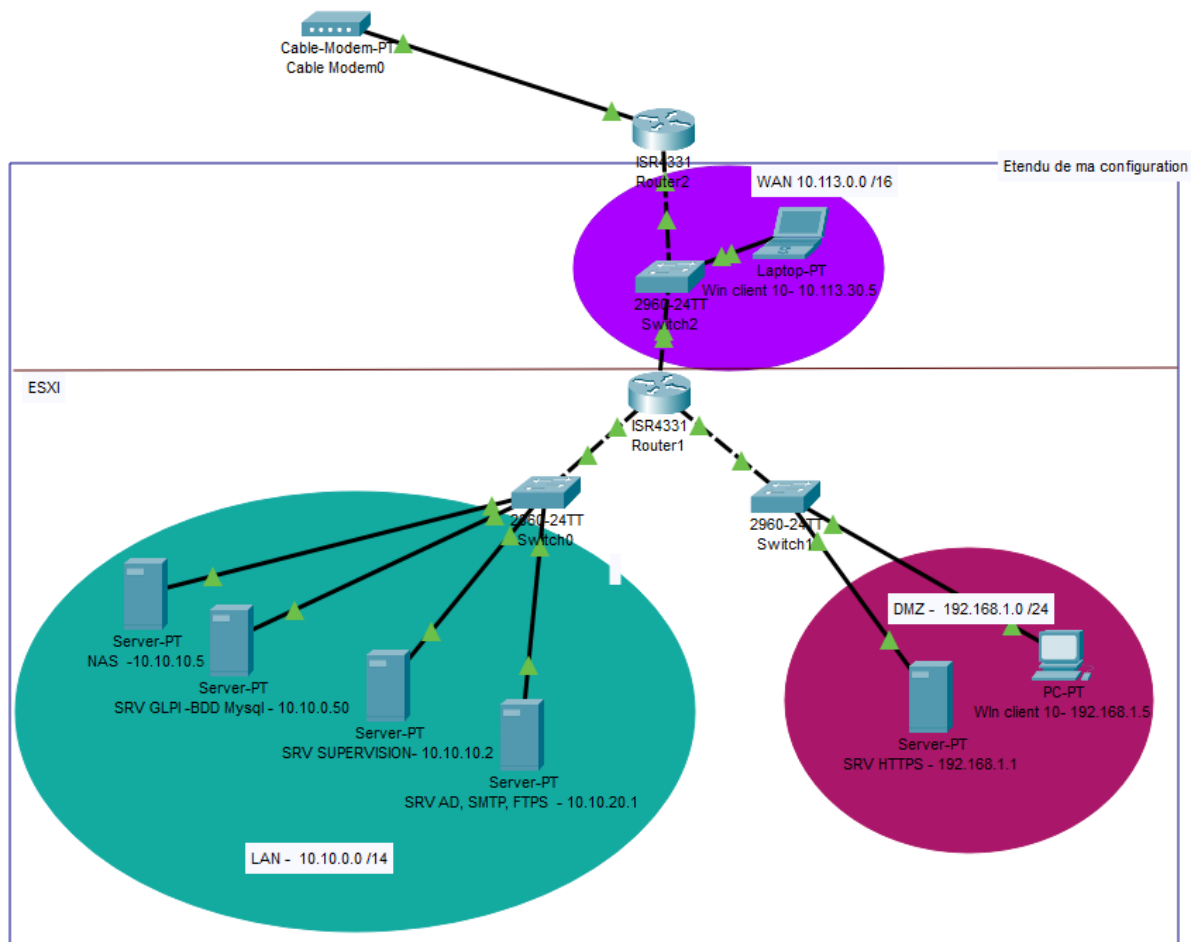 Cable-Modem-PT
Cable Modem0
ISR4331
Router2
Etendu de ma configuration
WAN 10.113.0.0 /16
Laptop-PT
Win client 10- 10.113.30.5
2960-24TT
Switch2
ESXI
ISR4331
Router1
2960-24TT
Switch0
2960-24TT
Switch1
DMZ - 192.168.1.0 /24
Server-PT
NAS -10.10.10.5
Server-PT
SRV GLPI -BDD Mysql - 10.10.0.50
Server-PT
SRV SUPERVISION- 10.10.10.2
Server-PT
SRV AD, SMTP, FTPS - 10.10.20.1
PC-PT
WIn client 10- 192.168.1.5
Server-PT
SRV HTTPS - 192.168.1.1
LAN - 10.10.0.0 /14